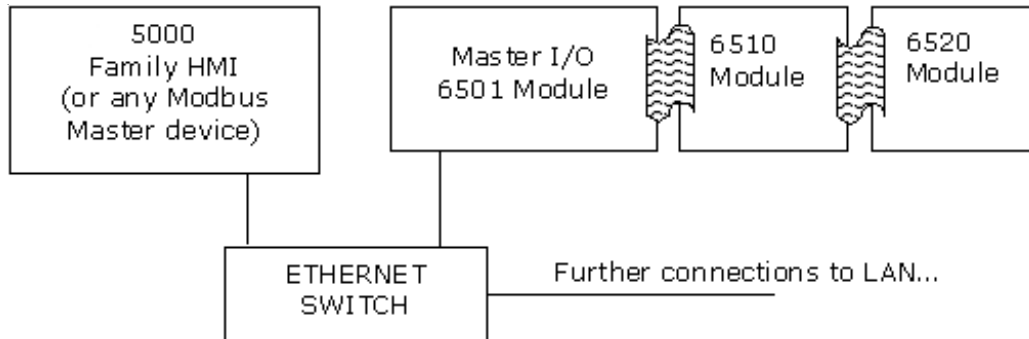 5000
Family HMI
(or any Modbus
Master device)
Master I/O
6501 Module
6510
Module
6520
Module
ETHERNET
SWITCH
Further connections to LAN...